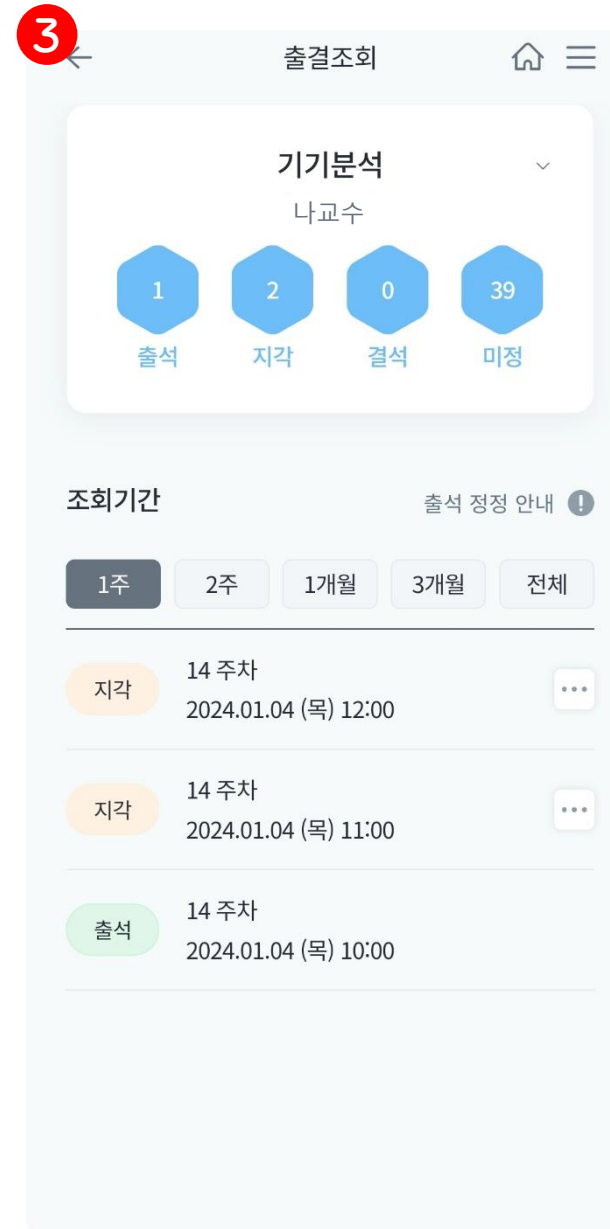 3
출결조회
기기분석
나교수
1 2 0 39
출석 지각 결석 미정
조회기간 출석 정정 안내 !
1주 2주 1개월 3개월 전체
지각 14 주차
2024.01.04 (목) 12:00
지각 14 주차
2024.01.04 (목) 11:00
출석 14 주차
2024.01.04 (목) 10:00